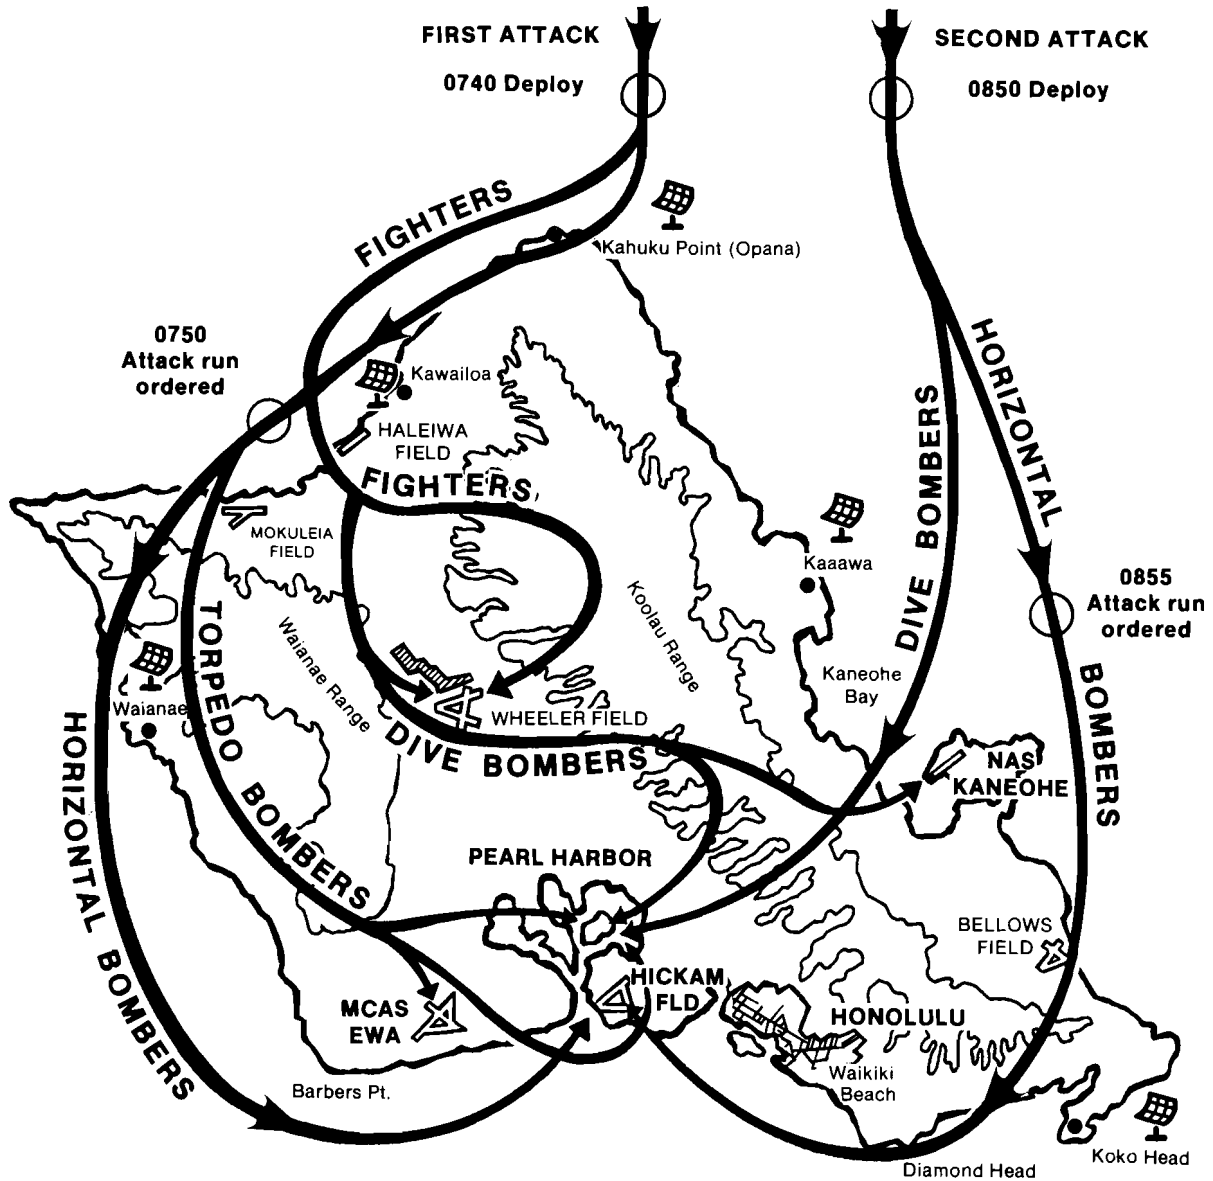 FIRST ATTACK
0740 Deploy
SECOND ATTACK
0850 Deploy
FIGHTERS
Kahuku Point (Opana)
0750
Attack run
ordered
Kawailoa
HALEIWA
FIELD
FIGHTERS
HORIZONTAL
BOMBERS
DIVE BOMBERS
MOKULEIA
FIELD
Kaaawa
0855
Attack run
ordered
TORPEDO BOMBERS
Waianae Range
Koolau Range
Kaneohe
Bay
Waianae
WHEELER FIELD
DIVE BOMBERS
NAS
KANEOHE
HORIZONTAL BOMBERS
PEARL HARBOR
BELLOWS
FIELD
HICKAM
FLD
MCAS
EWA
HONOLULU
Waikiki
Beach
Barbers Pt.
Koko Head
Diamond Head